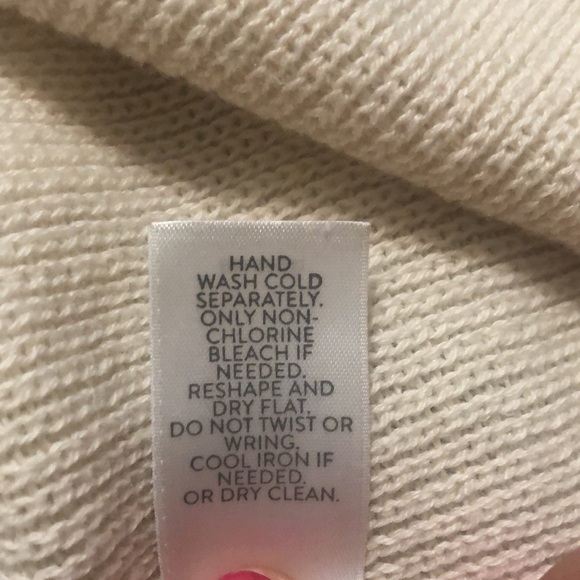 HAND
WASH COLD
SEPARATELY.
ONLY NON-
CHLORINE
BLEACH IF
NEEDED.
RESHAPE AND
DRY FLAT.
DO NOT TWIST OR
WRING.
COOL IRON IF
NEEDED.
OR DRY CLEAN.